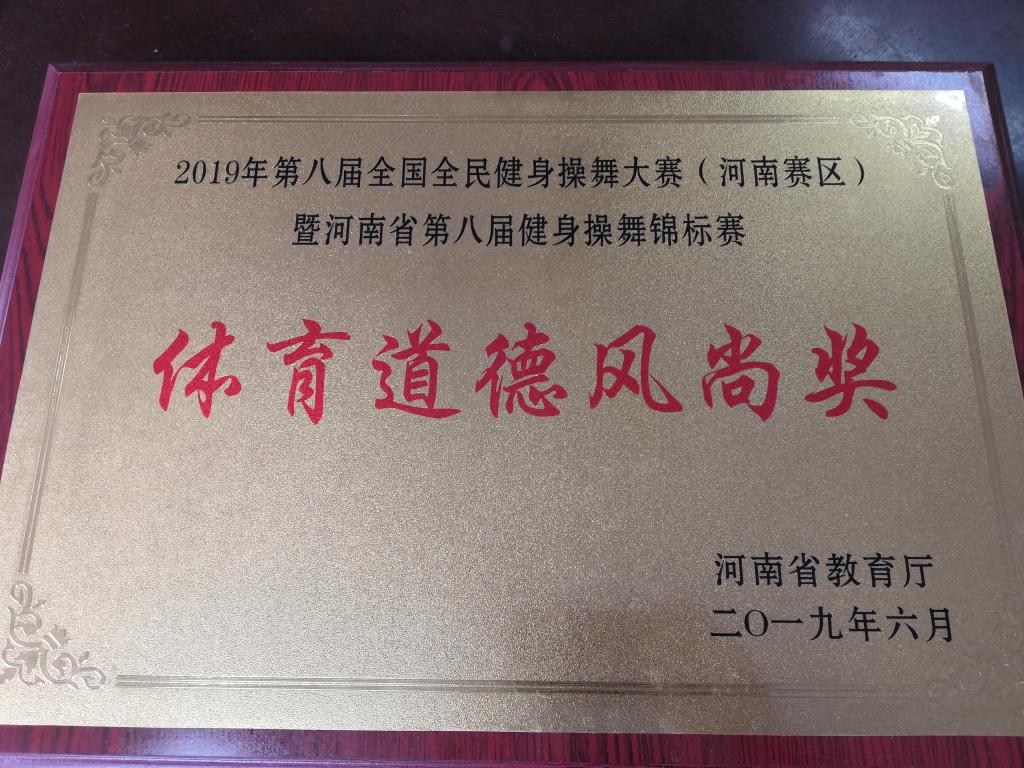 2019年第八届全国全民健身操舞大赛（河南赛区）
暨河南省第八届健身操舞锦标赛
体育道德风尚奖
河南省教育厅
二〇一九年六月